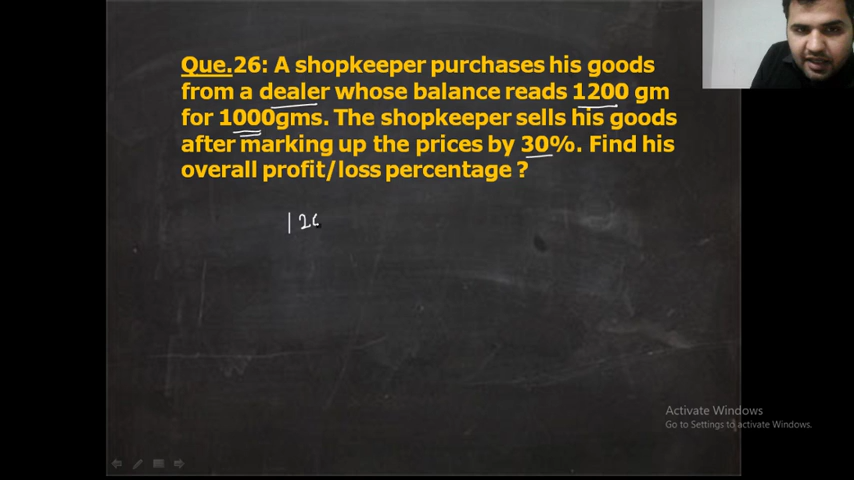 Que.26: A shopkeeper purchases his goods
from a dealer whose balance reads 1200 gm
for 1000gms. The shopkeeper sells his goods
after marking up the prices by 30%. Find his
overall profit/loss percentage ?
120
Activate Windows
Go to Settings to activate Windows.